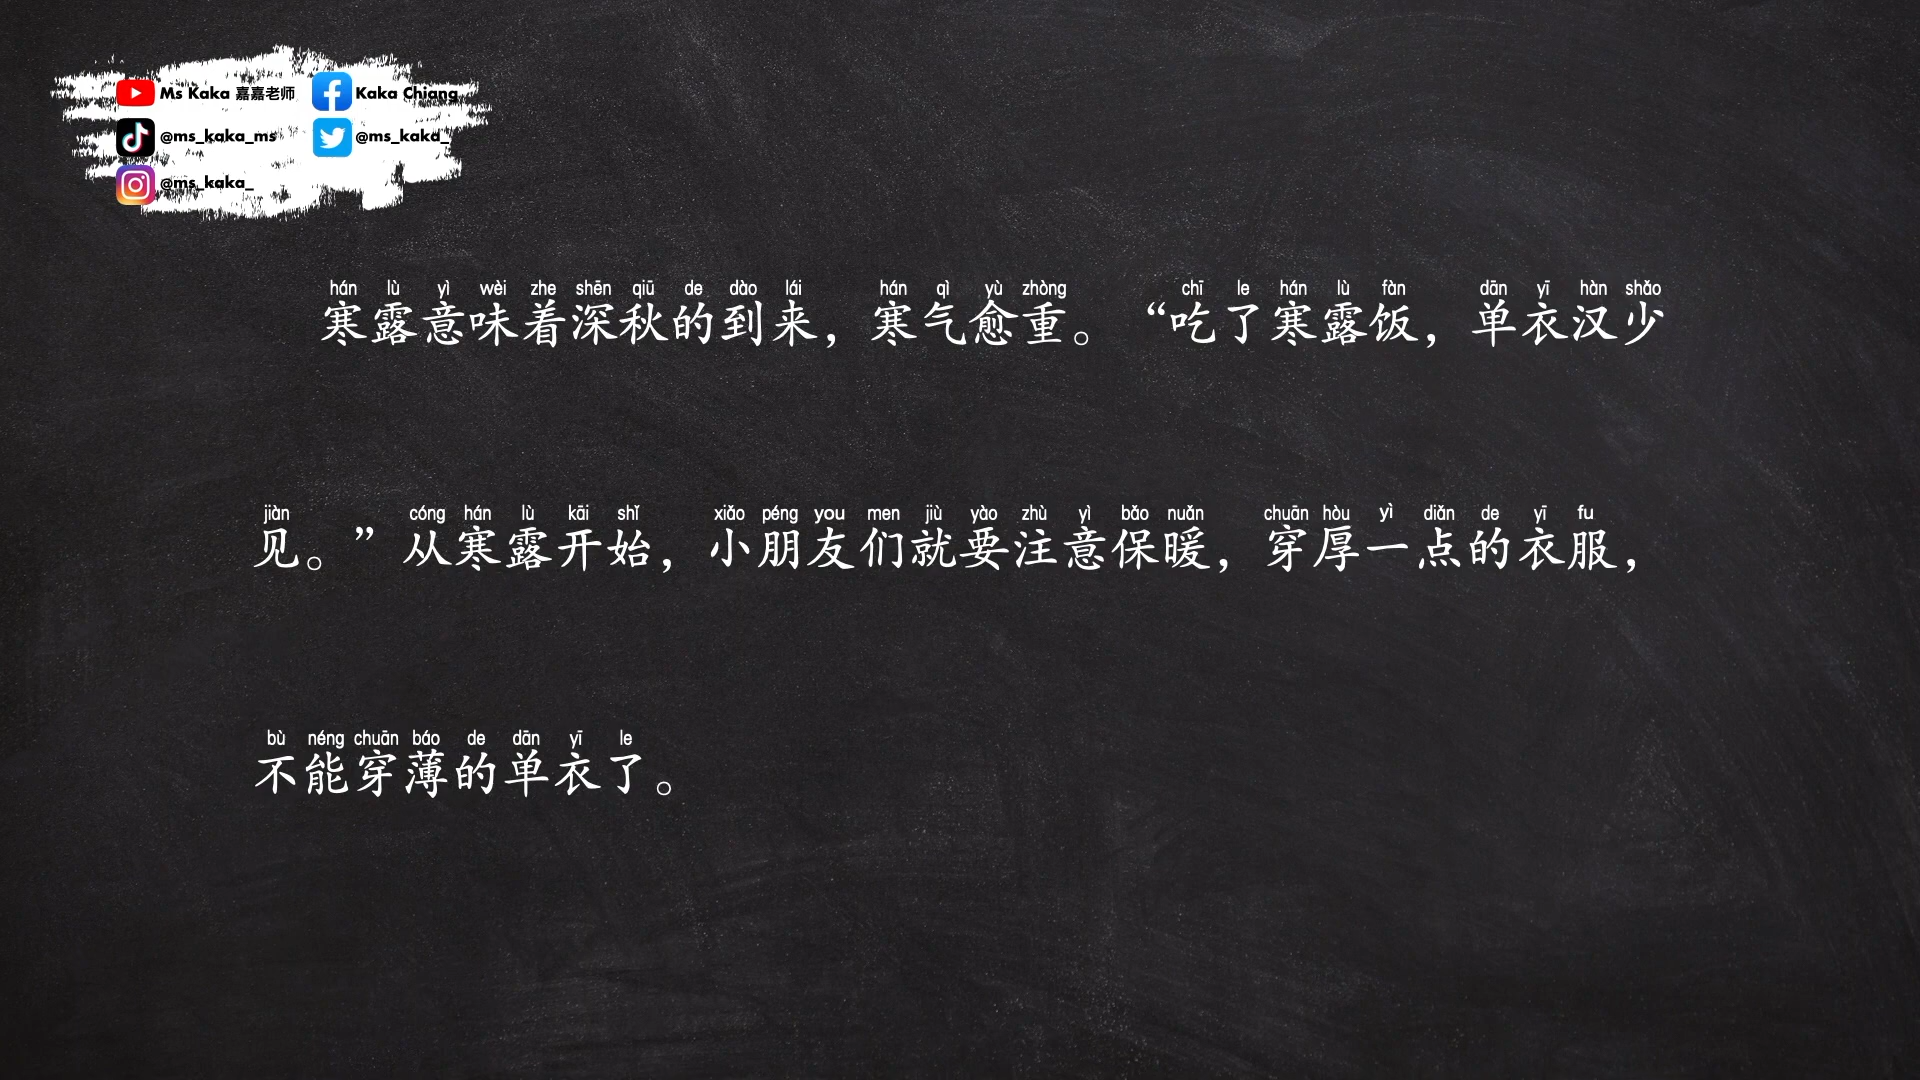 Ms Kaka 嘉嘉老师
Kaka Chiang
@ms_kaka_ms
@ms_kaka_
@ms_kaka_
hán lù yì wèi zhe shēn qiū de dào lái hán qì yù zhòng chī le hán lù fàn dān yī hàn shǎo
寒露意味着深秋的到来，寒气愈重。“吃了寒露饭，单衣汉少
jiàn cóng hán lù kāi shǐ xiǎo péng you men jiù yào zhù yì bǎo nuǎn chuān hòu yì diǎn de yī fu
见。”从寒露开始，小朋友们就要注意保暖，穿厚一点的衣服，
bù néng chuān báo de dān yī le
不能穿薄的单衣了。